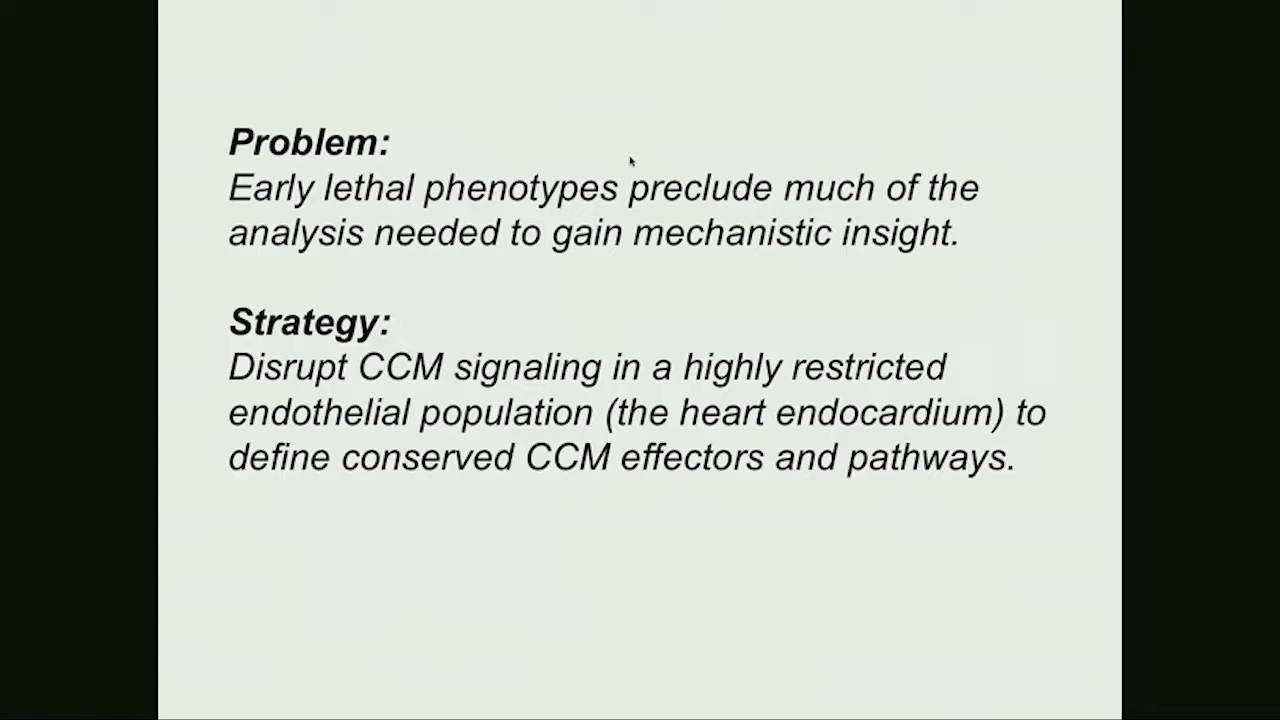 Problem:
Early lethal phenotypes preclude much of the
analysis needed to gain mechanistic insight.
Strategy:
Disrupt CCM signaling in a highly restricted
endothelial population (the heart endocardium) to
define conserved CCM effectors and pathways.